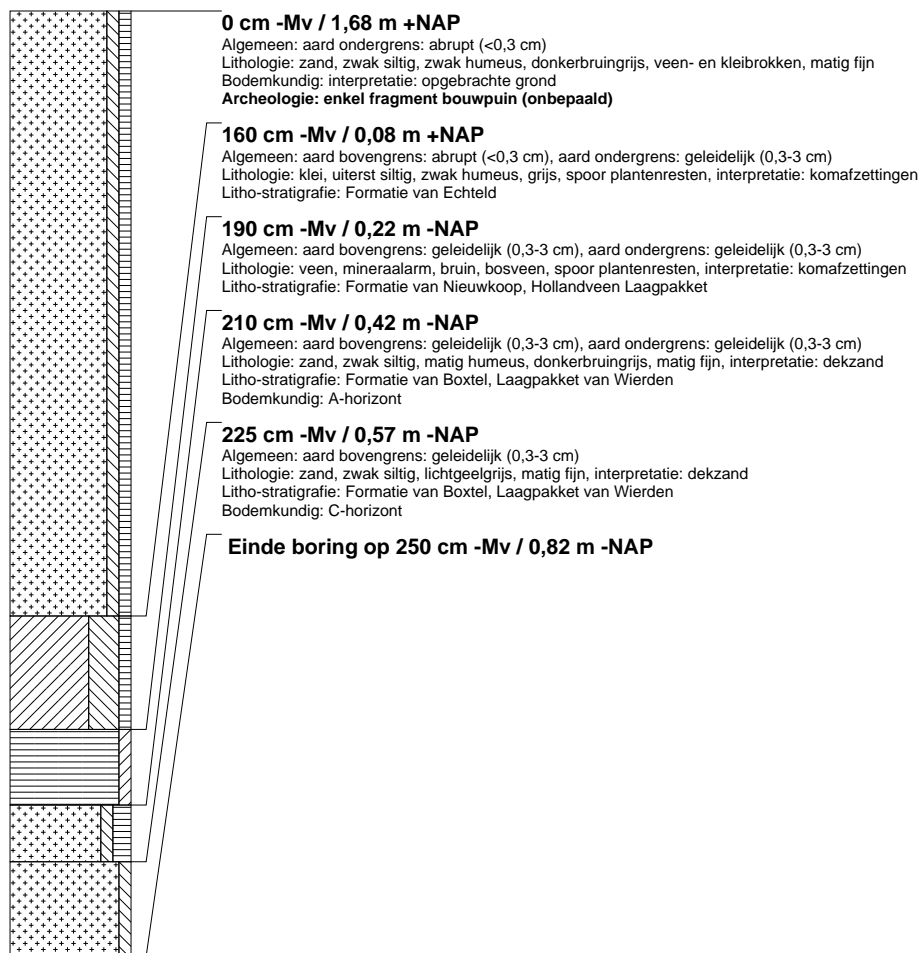 0 cm -Mv / 1,68 m +NAP
Algemeen: aard ondergrens: abrupt (<0,3 cm)
Lithologie: zand, zwak siltig, zwak humeus, donkerbruingrijs, veen- en kleibrokken, matig fijn
Bodemkundig: interpretatie: opgebrachte grond
Archeologie: enkel fragment bouwpuin (onbepaald)
160 cm -Mv / 0,08 m +NAP
Algemeen: aard bovengrens: abrupt (<0,3 cm), aard ondergrens: geleidelijk (0,3-3 cm)
Lithologie: klei, uiterst siltig, zwak humeus, grijs, spoor plantenresten, interpretatie: komafzettingen
Litho-stratigrafie: Formatie van Echteld
190 cm -Mv / 0,22 m -NAP
Algemeen: aard bovengrens: geleidelijk (0,3-3 cm), aard ondergrens: geleidelijk (0,3-3 cm)
Lithologie: veen, mineraalarm, bruin, bosveen, spoor plantenresten, interpretatie: komafzettingen
Litho-stratigrafie: Formatie van Nieuwkoop, Hollandveen Laagpakket
210 cm -Mv / 0,42 m -NAP
Algemeen: aard bovengrens: geleidelijk (0,3-3 cm), aard ondergrens: geleidelijk (0,3-3 cm)
Lithologie: zand, zwak siltig, matig humeus, donkerbruingrijs, matig fijn, interpretatie: dekzand
Litho-stratigrafie: Formatie van Boxtel, Laagpakket van Wierden
Bodemkundig: A-horizont
225 cm -Mv / 0,57 m -NAP
Algemeen: aard bovengrens: geleidelijk (0,3-3 cm)
Lithologie: zand, zwak siltig, lichtgeelgrijs, matig fijn, interpretatie: dekzand
Litho-stratigrafie: Formatie van Boxtel, Laagpakket van Wierden
Bodemkundig: C-horizont
Einde boring op 250 cm -Mv / 0,82 m -NAP